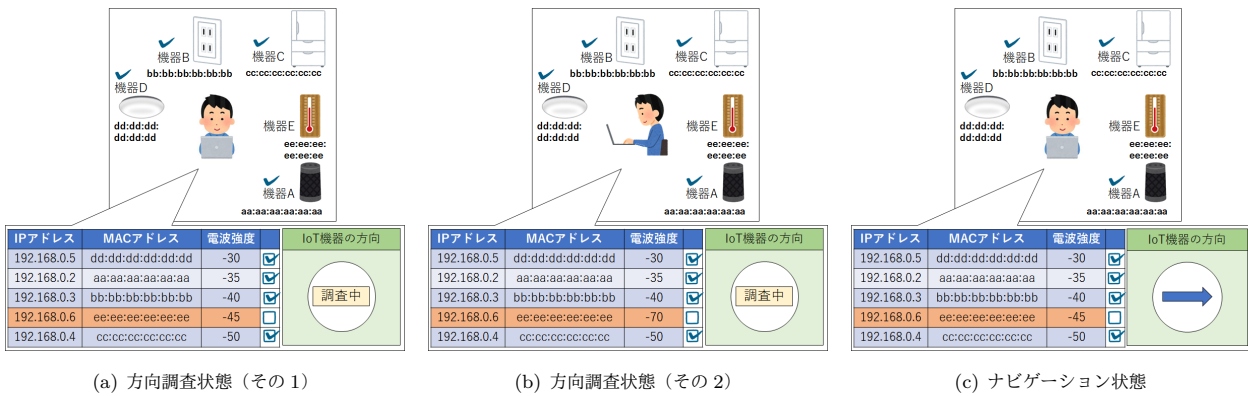 機器B
機器C
bb:bb:bb:bb:bb:bb
cc:cc:cc:cc:cc:cc
機器D
dd:dd:dd:
dd:dd:dd
機器E
ee:ee:ee:
ee:ee:ee
機器A
aa:aa:aa:aa:aa:aa
IPアドレス MACアドレス 電波強度 IoT機器の方向
192.168.0.5 dd:dd:dd:dd:dd:dd -30
192.168.0.2 aa:aa:aa:aa:aa:aa -35
192.168.0.3 bb:bb:bb:bb:bb:bb -40 調査中
192.168.0.6 ee:ee:ee:ee:ee:ee -45
192.168.0.4 cc:cc:cc:cc:cc:cc -50
(a) 方向調査状態（その 1）
機器B
機器C
bb:bb:bb:bb:bb:bb
cc:cc:cc:cc:cc:cc
機器D
dd:dd:dd:
dd:dd:dd
機器E
ee:ee:ee:
ee:ee:ee
機器A
aa:aa:aa:aa:aa:aa
IPアドレス MACアドレス 電波強度 IoT機器の方向
192.168.0.5 dd:dd:dd:dd:dd:dd -30
192.168.0.2 aa:aa:aa:aa:aa:aa -35
192.168.0.3 bb:bb:bb:bb:bb:bb -40 調査中
192.168.0.6 ee:ee:ee:ee:ee:ee -70
192.168.0.4 cc:cc:cc:cc:cc:cc -50
(b) 方向調査状態（その 2）
機器B
機器C
bb:bb:bb:bb:bb:bb
cc:cc:cc:cc:cc:cc
機器D
dd:dd:dd:
dd:dd:dd
機器E
ee:ee:ee:
ee:ee:ee
機器A
aa:aa:aa:aa:aa:aa
IPアドレス MACアドレス 電波強度 IoT機器の方向
192.168.0.5 dd:dd:dd:dd:dd:dd -30
192.168.0.2 aa:aa:aa:aa:aa:aa -35
192.168.0.3 bb:bb:bb:bb:bb:bb -40
192.168.0.6 ee:ee:ee:ee:ee:ee -45
192.168.0.4 cc:cc:cc:cc:cc:cc -50
(c) ナビゲーション状態